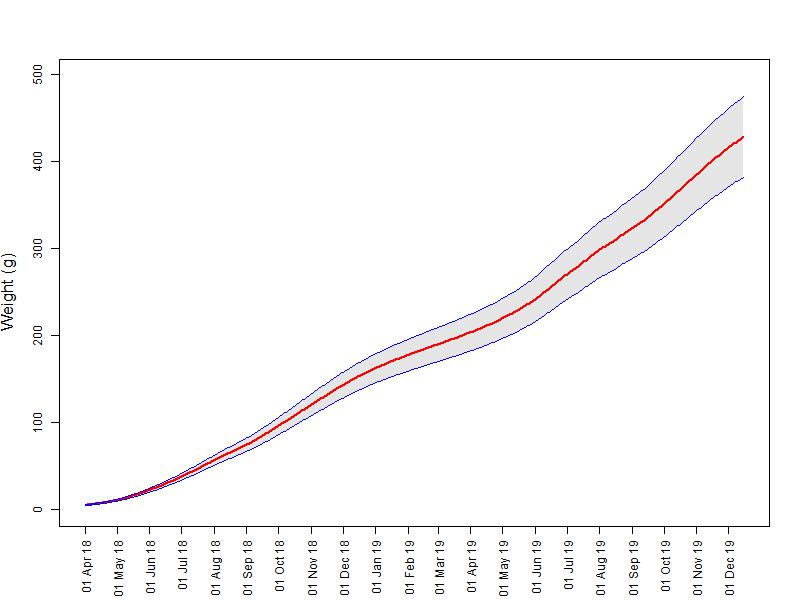 500
400
300
200
100
0
Weight (g)
01 Apr 18
01 May 18
01 Jun 18
01 Jul 18
01 Aug 18
01 Sep 18
01 Oct 18
01 Nov 18
01 Dec 18
01 Jan 19
01 Feb 19
01 Mar 19
01 Apr 19
01 May 19
01 Jun 19
01 Jul 19
01 Aug 19
01 Sep 19
01 Oct 19
01 Nov 19
01 Dec 19